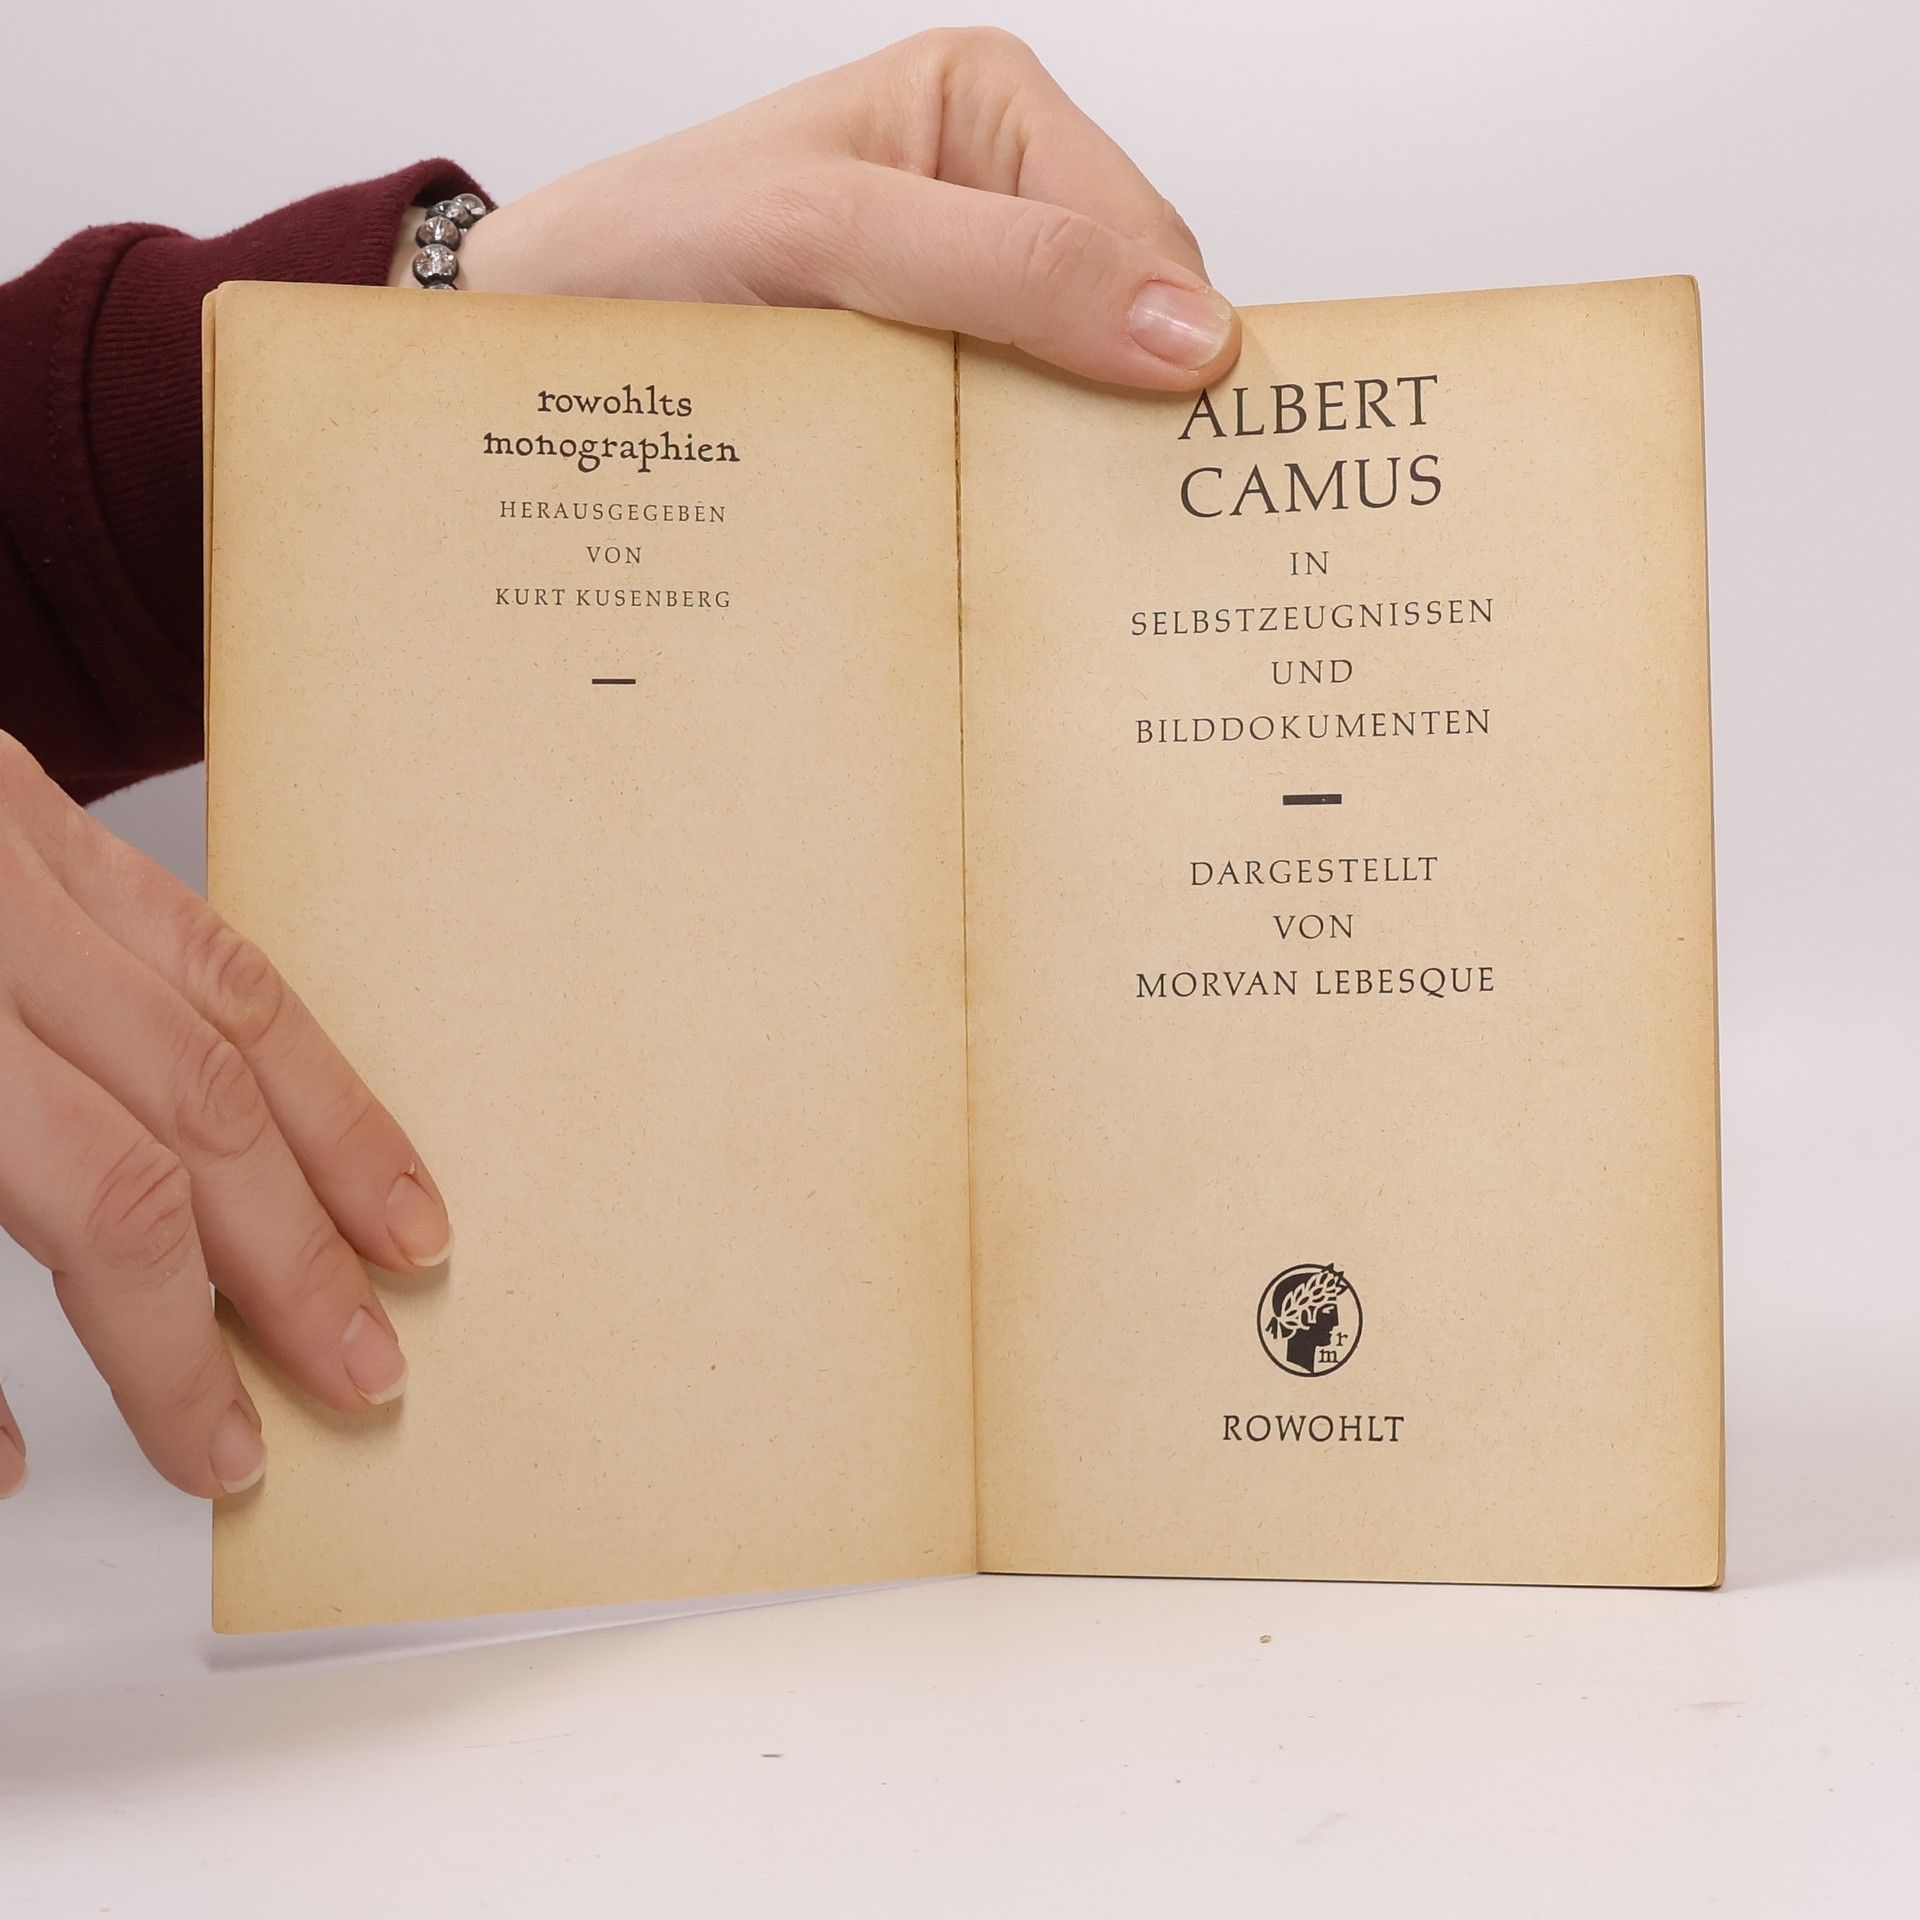 rowohlts
monographien
HERAUSGEGEBEN
VON
KURT KUSENBERG
ALBERT
CAMUS
IN
SELBSTZEUGNISSEN
UND
BILDDOKUMENTEN
DARGESTELLT
VON
MORVAN LEBESQUE
r
m
ROWOHLT